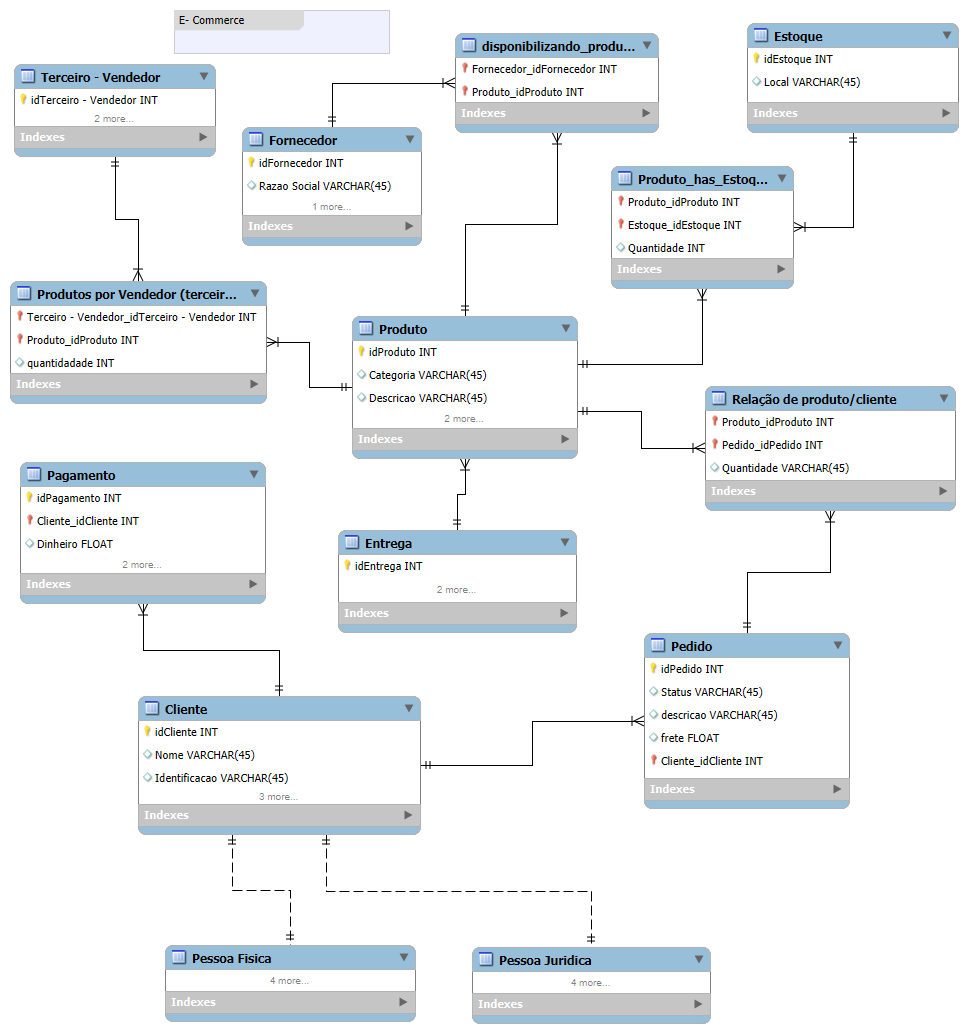 E- Commerce
Terceiro - Vendedor
idTerceiro - Vendedor INT
2 more...
Indexes
Fornecedor
idFornecedor INT
Razao Social VARCHAR(45)
1 more...
Indexes
disponibilizando_produ...
Fornecedor_idFornecedor INT
Produto_idProduto INT
Indexes
Estoque
idEstoque INT
Local VARCHAR(45)
Indexes
Produto_has_Estoq...
Produto_idProduto INT
Estoque_idEstoque INT
Quantidade INT
Indexes
Produtos por Vendedor (terceir...
Terceiro - Vendedor_idTerceiro - Vendedor INT
Produto_idProduto INT
quantidadade INT
Indexes
Produto
idProduto INT
Categoria VARCHAR(45)
Descricao VARCHAR(45)
2 more...
Indexes
Relação de produto/cliente
Produto_idProduto INT
Pedido_idPedido INT
Quantidade VARCHAR(45)
Indexes
Pagamento
idPagamento INT
Cliente_idCliente INT
Dinheiro FLOAT
2 more...
Indexes
Entrega
idEntrega INT
2 more...
Indexes
Pedido
idPedido INT
Status VARCHAR(45)
descricao VARCHAR(45)
frete FLOAT
Cliente_idCliente INT
Indexes
Cliente
idCliente INT
Nome VARCHAR(45)
Identificacao VARCHAR(45)
3 more...
Indexes
Pessoa Fisica
4 more...
Indexes
Pessoa Juridica
4 more...
Indexes